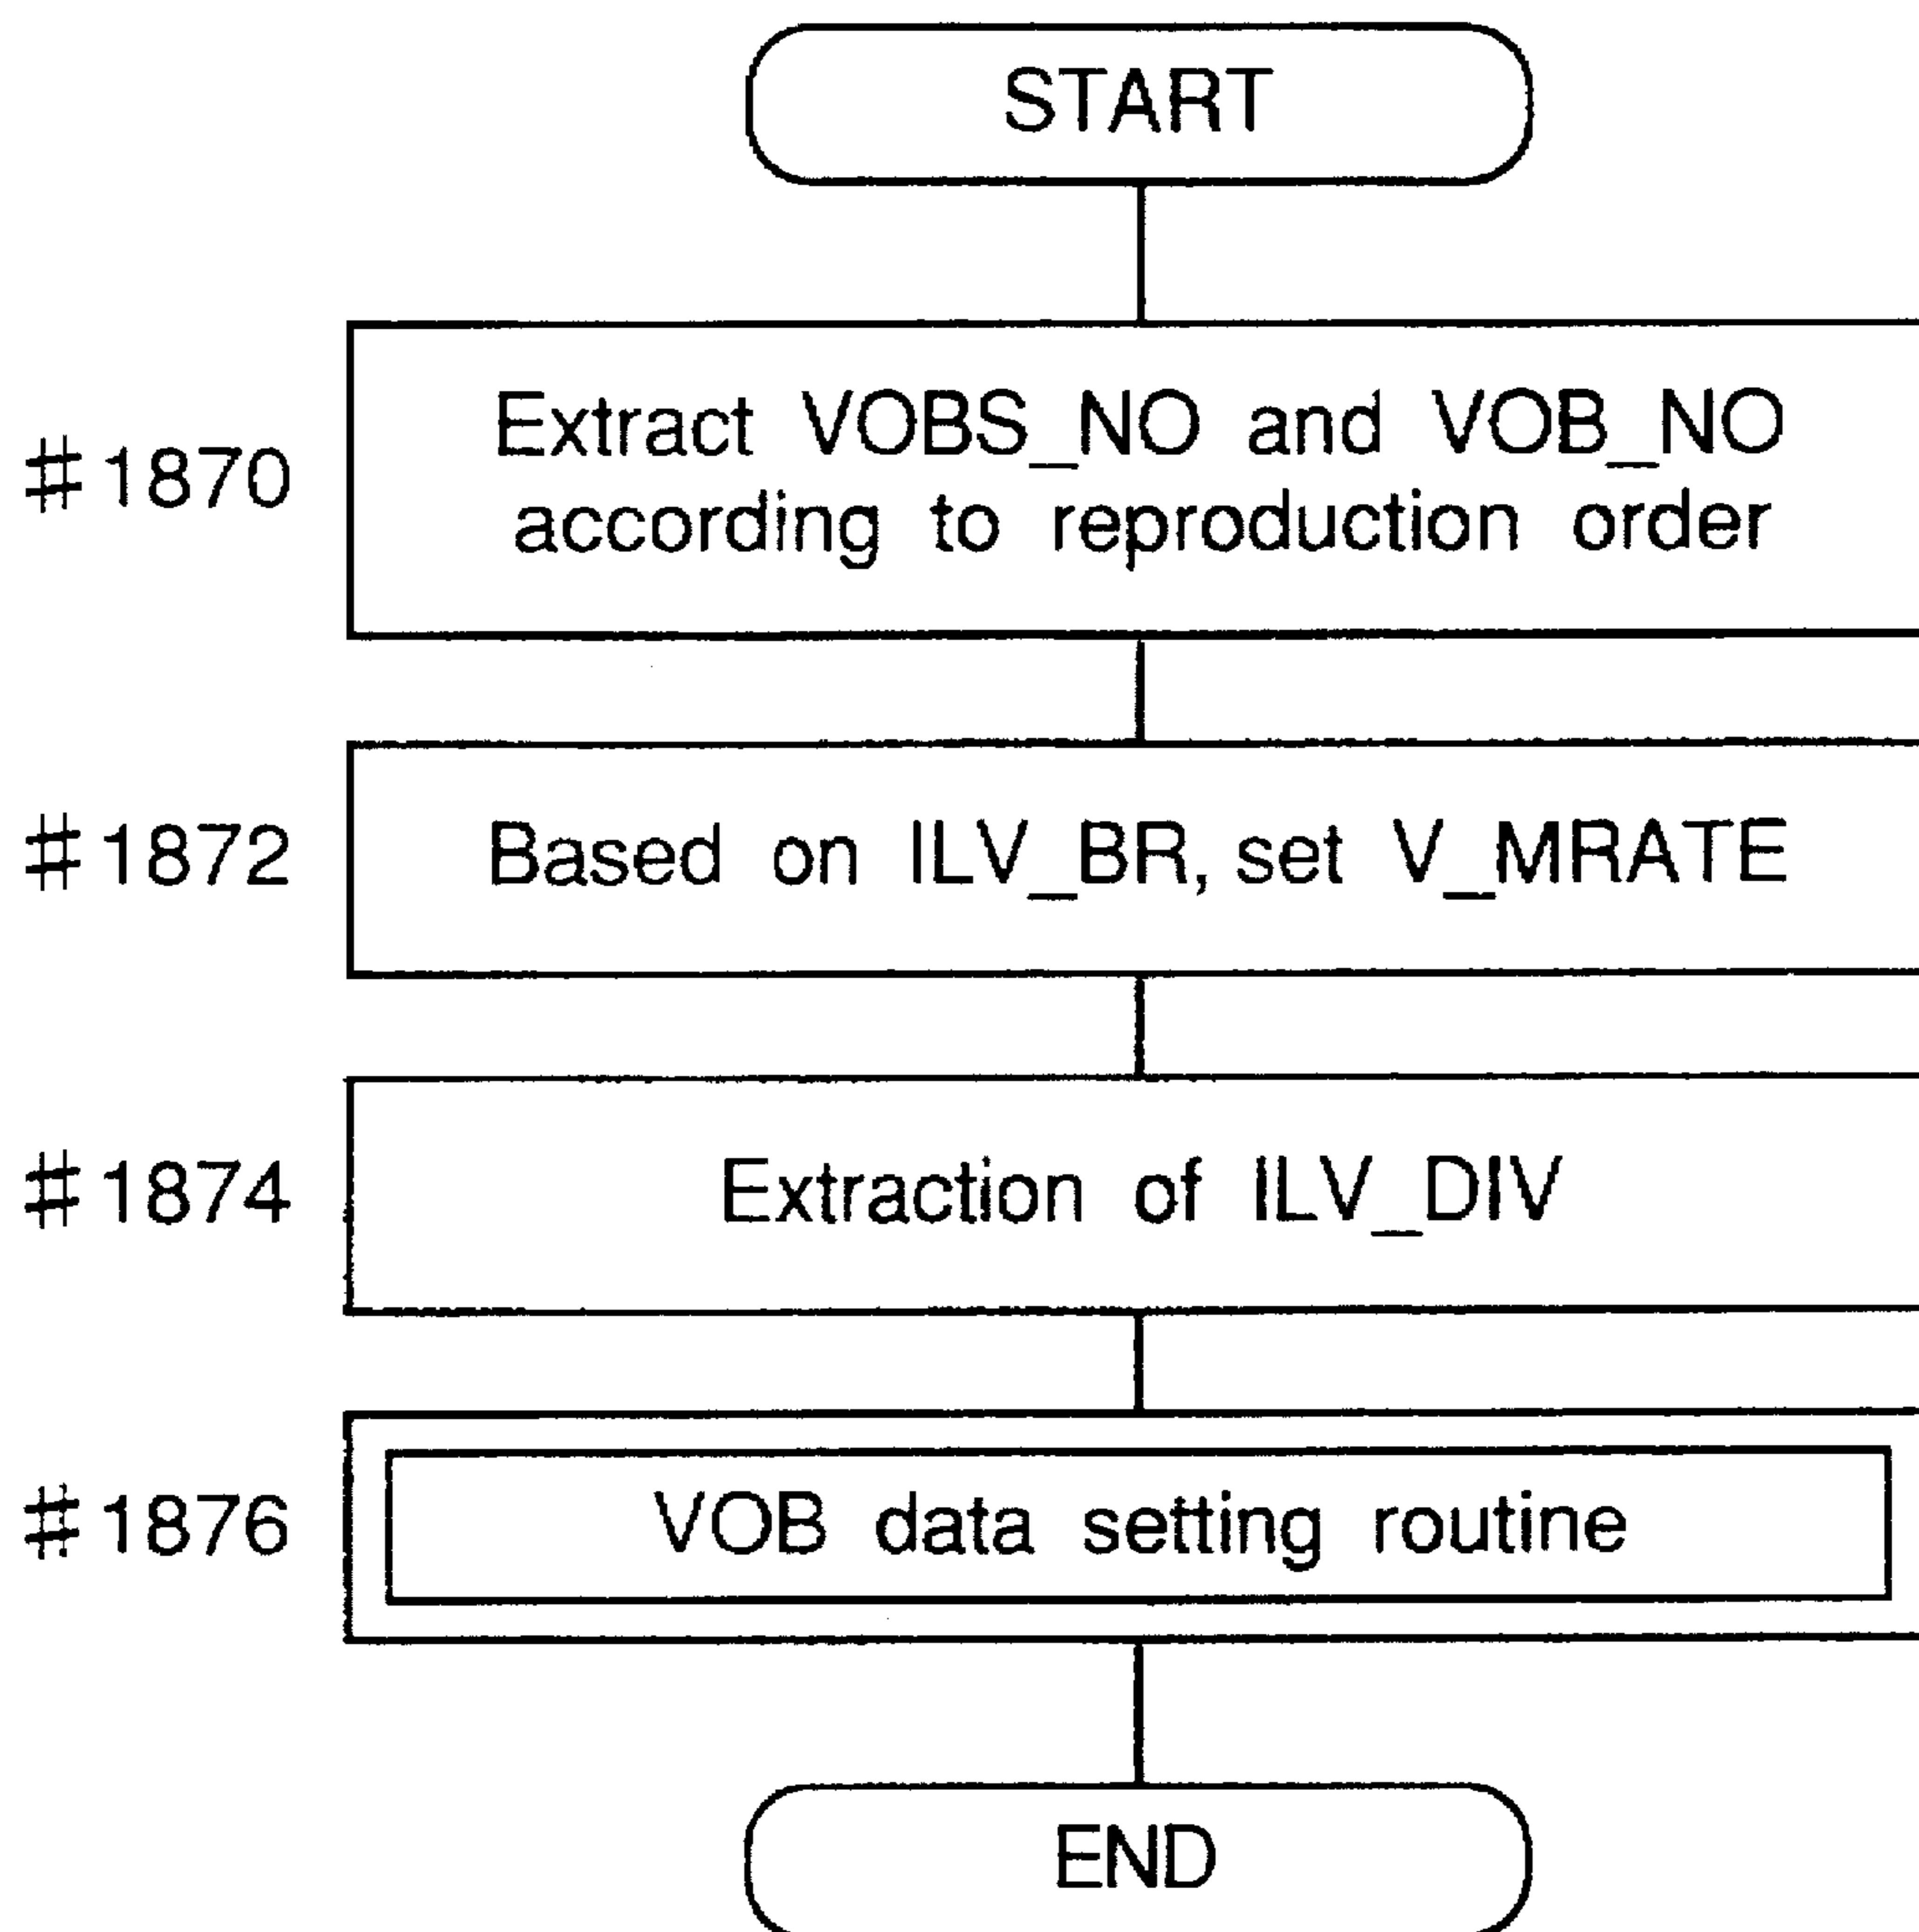 START
#1870
Extract VOBS_NO and VOB_NO
according to reproduction order
#1872
Based on ILV_BR, set V_MRATE
#1874
Extraction of ILV_DIV
#1876
VOB data setting routine
END